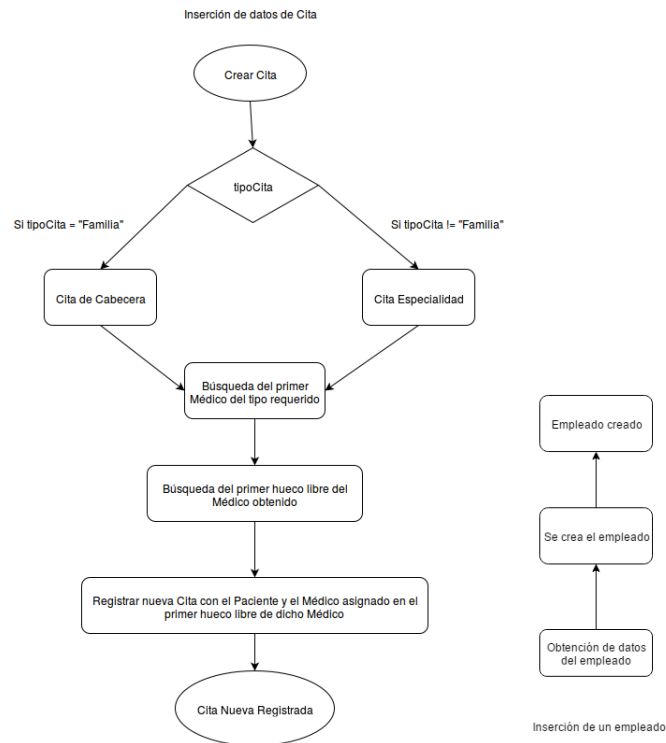 Inserción de datos de Cita
Crear Cita
tipoCita
Si tipoCita = "Familia"
Si tipoCita != "Familia"
Cita de Cabecera
Cita Especialidad
Búsqueda del primer
Médico del tipo requerido
Búsqueda del primer hueco libre del
Médico obtenido
Registrar nueva Cita con el Paciente y el Médico asignado en el
primer hueco libre de dicho Médico
Cita Nueva Registrada
Empleado creado
Se crea el empleado
Obtención de datos
del empleado
Inserción de un empleado